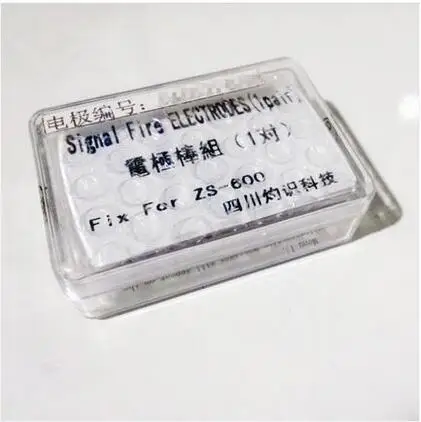 电极编号:
Signal Fire ELECTRODES(1pair)
電極棒組（1对）
Fix For ZS-600
四川灼识科技